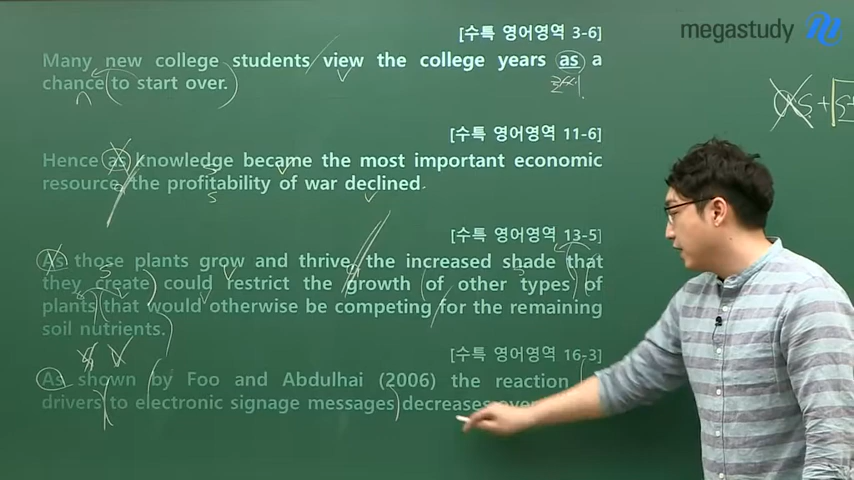 megastudy
[수특 영어영역 3-6]
Many new college students view the college years as a
chance to start over.
as
[수특 영어영역 11-6]
Hence as knowledge became the most important economic
resource the profitability of war declined.
[수특 영어영역 13-5]
As those plants grow and thrive, the increased shade that
they create could restrict the growth of other types of
plants that would otherwise be competing for the remaining
soil nutrients.
[수특 영어영역 16-3]
As shown by Foo and Abdulhai (2006) the reaction
drivers to electronic signage messages decreases over